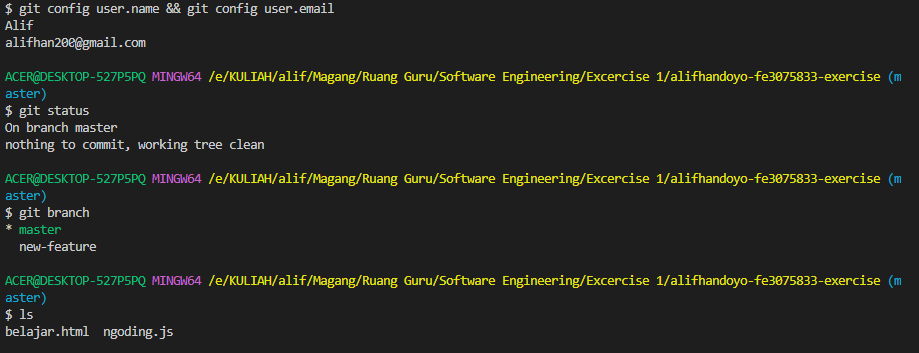 $ git config user.name && git config user.email
Alif
alifhan200@gmail.com
ACER@DESKTOP-527P5PQ MINGW64 /e/KULIAH/alif/Magang/Ruang Guru/Software Engineering/Excercise 1/alifhandoyo-fe3075833-exercise (m
aster)
$ git status
On branch master
nothing to commit, working tree clean
ACER@DESKTOP-527P5PQ MINGW64 /e/KULIAH/alif/Magang/Ruang Guru/Software Engineering/Excercise 1/alifhandoyo-fe3075833-exercise (m
aster)
$ git branch
* master
  new-feature
ACER@DESKTOP-527P5PQ MINGW64 /e/KULIAH/alif/Magang/Ruang Guru/Software Engineering/Excercise 1/alifhandoyo-fe3075833-exercise (m
aster)
$ ls
belajar.html  ngoding.js